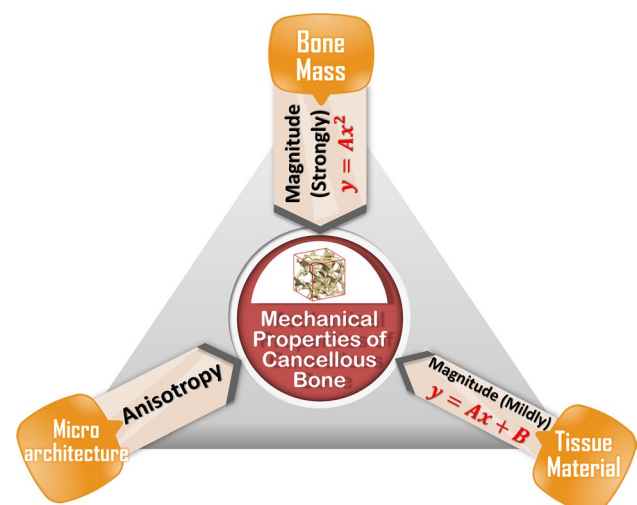 Bone
Mass
Magnitude
(Strongly)
y = Ax²
Mechanical
Properties of
Cancellous
Bone
Anisotropy
Micro
architecture
Magnitude (Mildly)
y = Ax + B
Tissue
Material